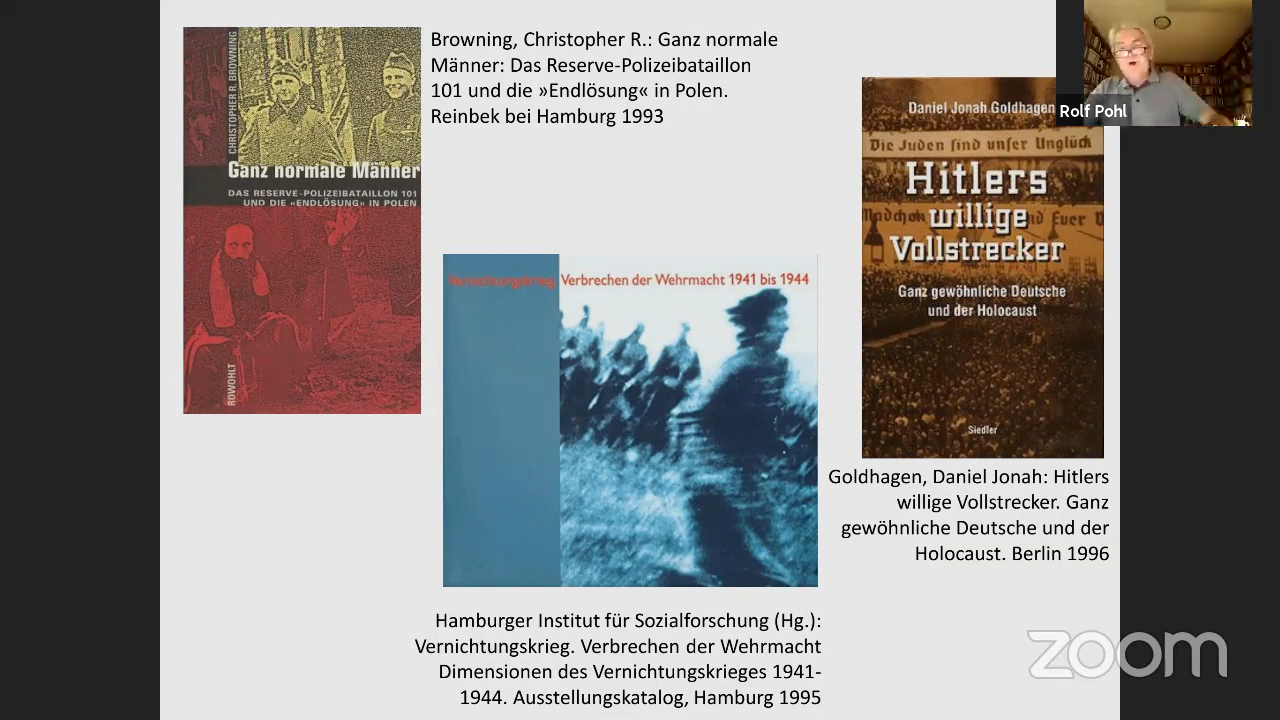 CHRISTOPHER R. BROWNING
Ganz normale Männer
DAS RESERVE-POLIZEIBATAILLON 101
UND DIE «ENDLÖSUNG» IN POLEN
ROWOHLT
Browning, Christopher R.: Ganz normale
Männer: Das Reserve-Polizeibataillon
101 und die »Endlösung« in Polen.
Reinbek bei Hamburg 1993
Rolf Pohl
Daniel Jonah Goldhagen
Die Juden sind unser Unglück
Hitlers
willige
Vollstrecker
Ganz gewöhnliche Deutsche
und der Holocaust
Siedler
Vernichtungskrieg Verbrechen der Wehrmacht 1941 bis 1944
Goldhagen, Daniel Jonah: Hitlers
willige Vollstrecker. Ganz
gewöhnliche Deutsche und der
Holocaust. Berlin 1996
Hamburger Institut für Sozialforschung (Hg.):
Vernichtungskrieg. Verbrechen der Wehrmacht
Dimensionen des Vernichtungskrieges 1941-
1944. Ausstellungskatalog, Hamburg 1995
zoom